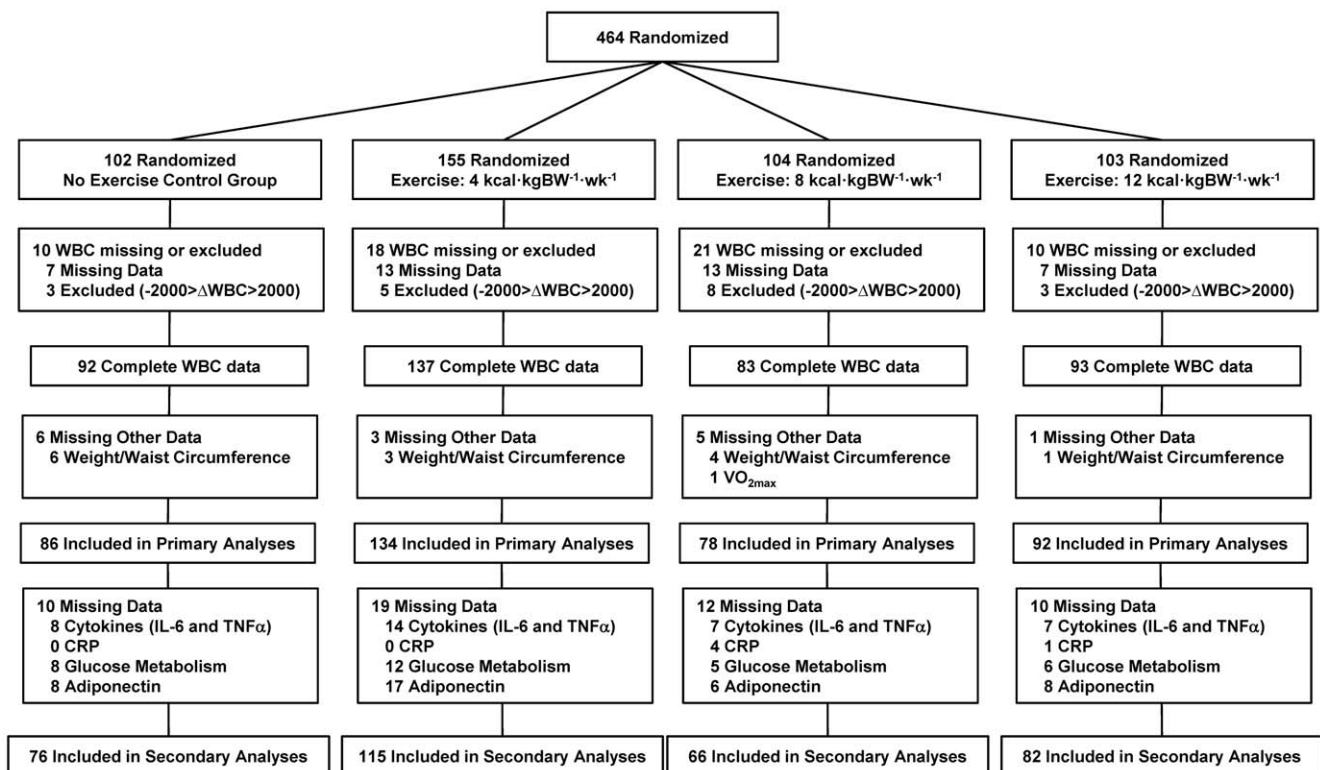 464 Randomized
102 Randomized
No Exercise Control Group
155 Randomized
Exercise: 4 kcal·kgBW⁻¹·wk⁻¹
104 Randomized
Exercise: 8 kcal·kgBW⁻¹·wk⁻¹
103 Randomized
Exercise: 12 kcal·kgBW⁻¹·wk⁻¹
10 WBC missing or excluded
7 Missing Data
3 Excluded (-2000>ΔWBC>2000)
18 WBC missing or excluded
13 Missing Data
5 Excluded (-2000>ΔWBC>2000)
21 WBC missing or excluded
13 Missing Data
8 Excluded (-2000>ΔWBC>2000)
10 WBC missing or excluded
7 Missing Data
3 Excluded (-2000>ΔWBC>2000)
92 Complete WBC data
137 Complete WBC data
83 Complete WBC data
93 Complete WBC data
6 Missing Other Data
6 Weight/Waist Circumference
3 Missing Other Data
3 Weight/Waist Circumference
5 Missing Other Data
4 Weight/Waist Circumference
1 VO₂max
1 Missing Other Data
1 Weight/Waist Circumference
86 Included in Primary Analyses
134 Included in Primary Analyses
78 Included in Primary Analyses
92 Included in Primary Analyses
10 Missing Data
8 Cytokines (IL-6 and TNFα)
0 CRP
8 Glucose Metabolism
8 Adiponectin
19 Missing Data
14 Cytokines (IL-6 and TNFα)
0 CRP
12 Glucose Metabolism
17 Adiponectin
12 Missing Data
7 Cytokines (IL-6 and TNFα)
4 CRP
5 Glucose Metabolism
6 Adiponectin
10 Missing Data
7 Cytokines (IL-6 and TNFα)
1 CRP
6 Glucose Metabolism
8 Adiponectin
76 Included in Secondary Analyses
115 Included in Secondary Analyses
66 Included in Secondary Analyses
82 Included in Secondary Analyses